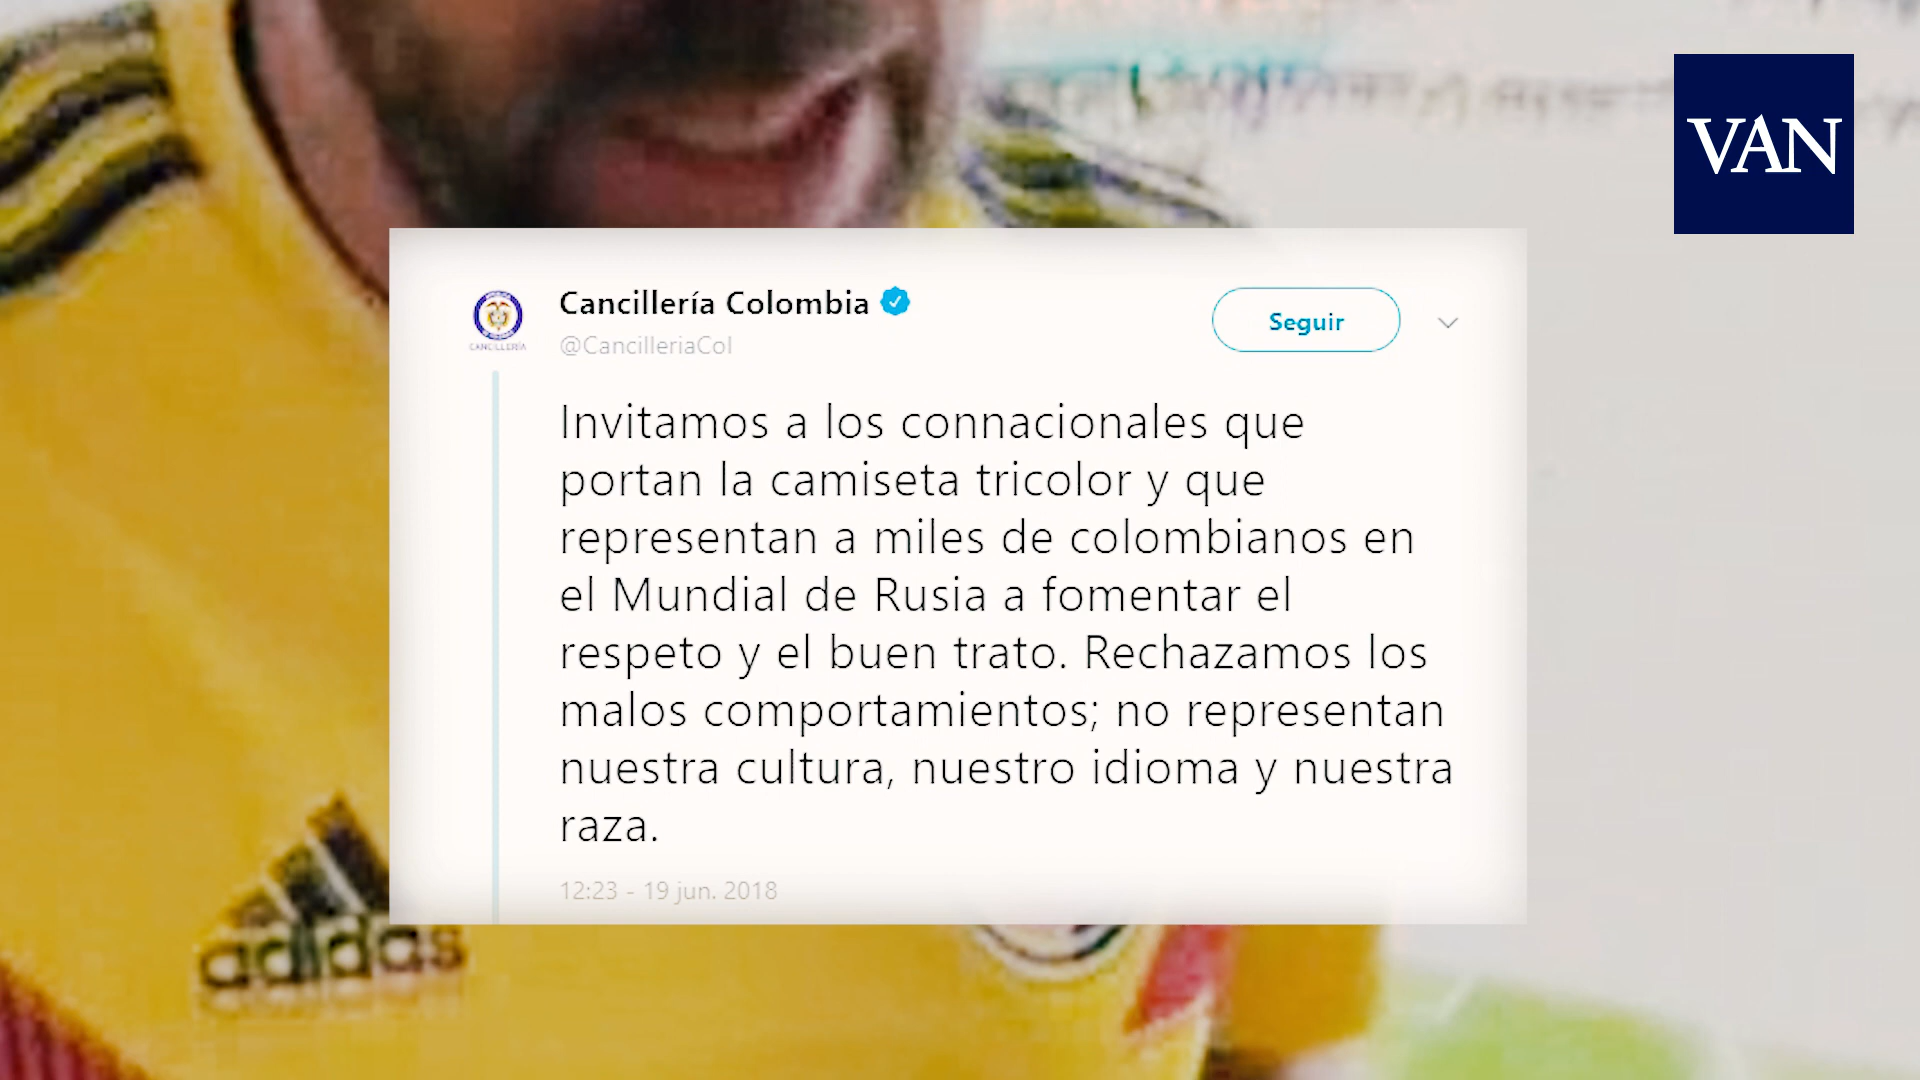 VAN
Cancillería Colombia
@CancilleriaCol
Seguir
CANCILLERÍA
Invitamos a los connacionales que
portan la camiseta tricolor y que
representan a miles de colombianos en
el Mundial de Rusia a fomentar el
respeto y el buen trato. Rechazamos los
malos comportamientos; no representan
nuestra cultura, nuestro idioma y nuestra
raza.
12:23 - 19 jun. 2018
adidas